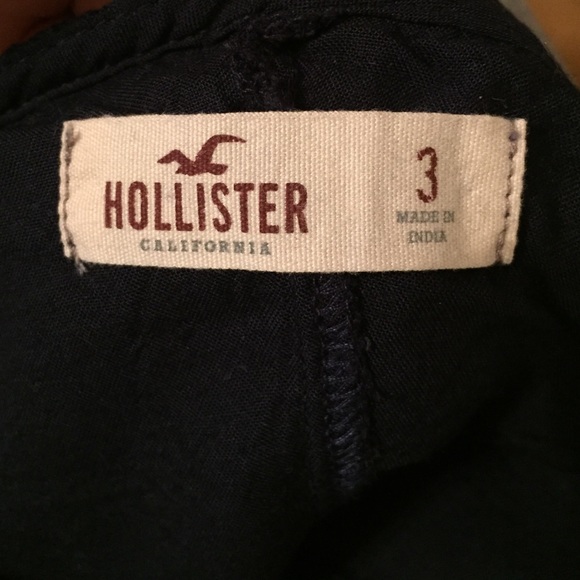 HOLLISTER
CALIFORNIA
3
MADE IN
INDIA